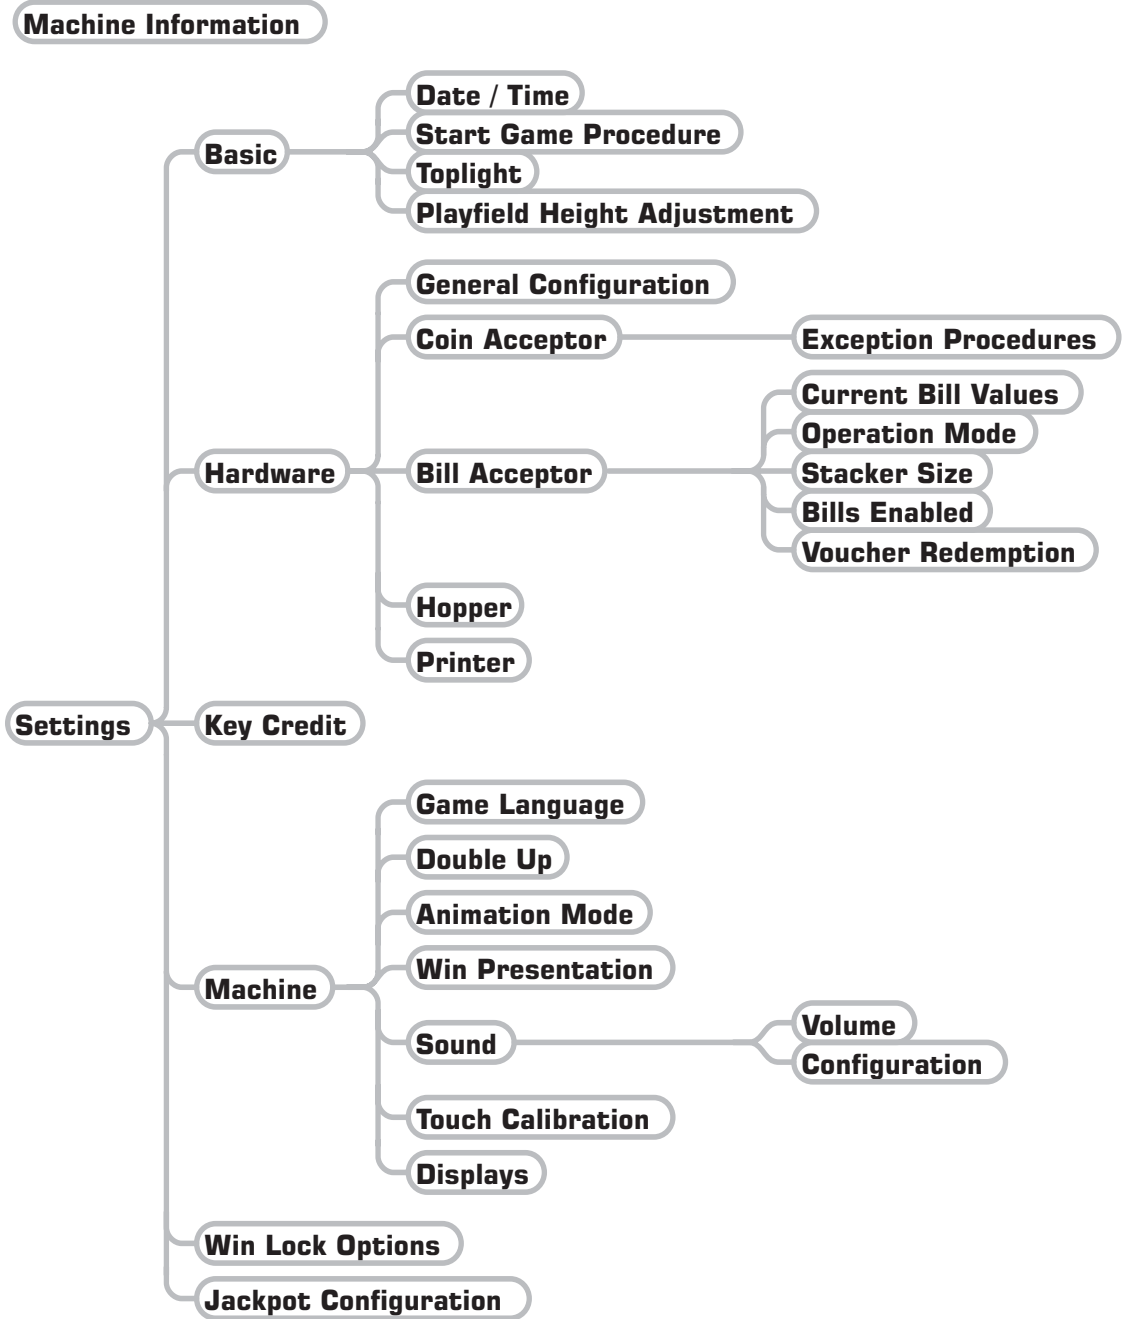 Machine Information
Date / Time
Start Game Procedure
Basic
Toplight
Playfield Height Adjustment
General Configuration
Coin Acceptor
Exception Procedures
Current Bill Values
Operation Mode
Hardware
Bill Acceptor
Stacker Size
Bills Enabled
Voucher Redemption
Hopper
Printer
Settings
Key Credit
Game Language
Double Up
Animation Mode
Win Presentation
Machine
Volume
Sound
Configuration
Touch Calibration
Displays
Win Lock Options
Jackpot Configuration